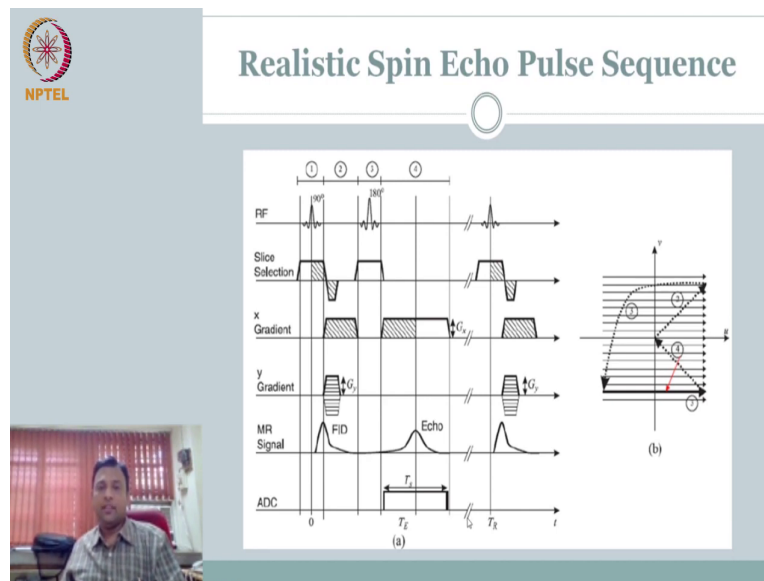 NPTEL
Realistic Spin Echo Pulse Sequence
① ② ③ ④
RF
90°
180°
Slice
Selection
x
Gradient
Gx
y
Gradient
Gy
Gy
MR
Signal
FID
Echo
ADC
Ts
0
TE
TR
t
(a)
v
u
③
②
④
(b)